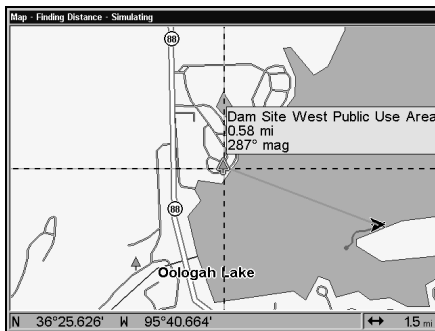 Map - Finding Distance - Simulating
88
Dam Site West Public Use Area
0.58 mi
287° mag
88
Oologah Lake
N 36°25.626' W 95°40.664' ↔ 1.5 mi